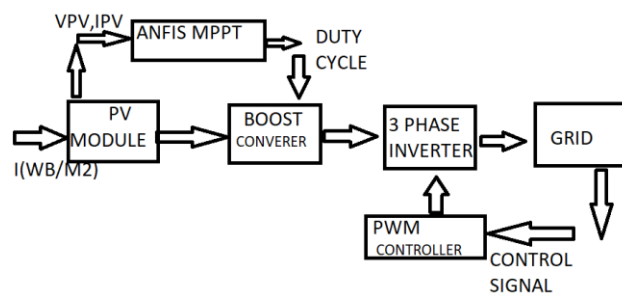 VPV,IPV
ANFIS MPPT
DUTY
CYCLE
PV
MODULE
I(WB/M2)
BOOST
CONVERER
3 PHASE
INVERTER
GRID
PWM
CONTROLLER
CONTROL
SIGNAL